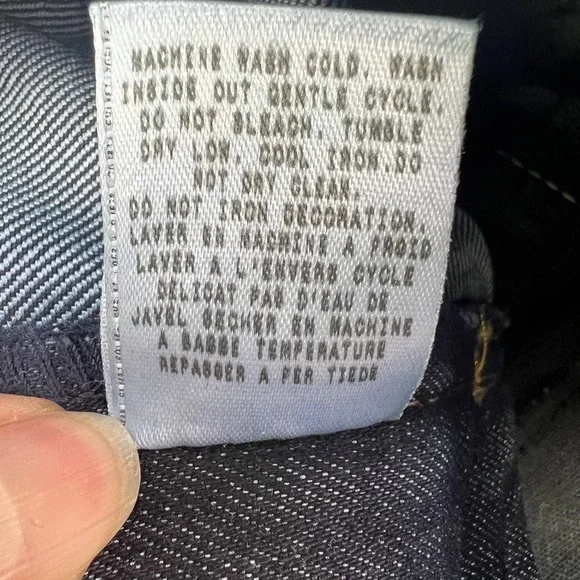 MACHINE WASH COLD. WASH
INSIDE OUT GENTLE CYCLE.
DO NOT BLEACH. TUMBLE
DRY LOW. COOL IRON.DO
NOT DRY CLEAN.
DO NOT IRON DECORATION.
LAVER EN MACHINE A FROID
LAVER A L'ENVERS CYCLE
DELICAT PAS D'EAU DE
JAVEL SECHER EN MACHINE
A BASSE TEMPERATURE
REPASSER A FER TIEDE